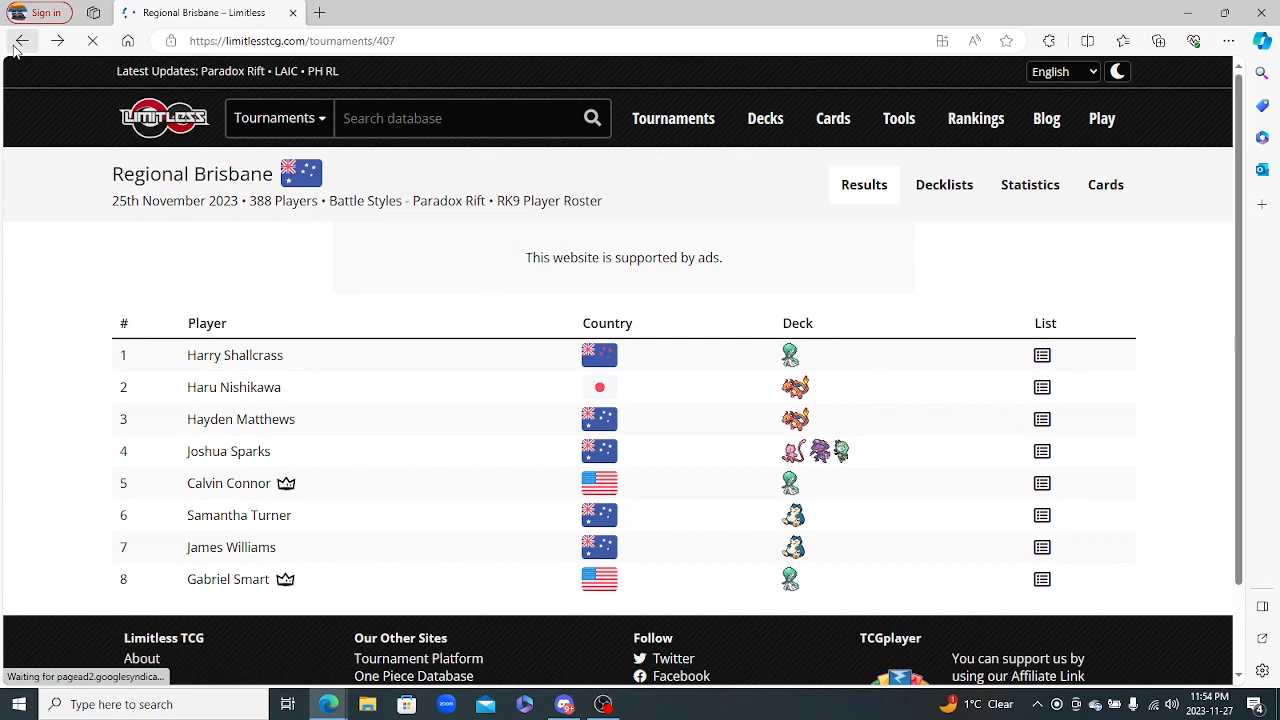 Sign in
Regional Brisbane – Limitless
https://limitlesstcg.com/tournaments/407
Latest Updates: Paradox Rift • LAIC • PH RL
English
LIMITLESS
Tournaments
Search database
Tournaments
Decks
Cards
Tools
Rankings
Blog
Play
Regional Brisbane
25th November 2023 • 388 Players • Battle Styles - Paradox Rift • RK9 Player Roster
Results
Decklists
Statistics
Cards
This website is supported by ads.
# Player Country Deck List
1 Harry Shallcrass
2 Haru Nishikawa
3 Hayden Matthews
4 Joshua Sparks
5 Calvin Connor
6 Samantha Turner
7 James Williams
8 Gabriel Smart
Limitless TCG
About
Our Other Sites
Tournament Platform
One Piece Database
Follow
Twitter
Facebook
TCGplayer
You can support us by
using our Affiliate Link
Waiting for pagead2.googlesyndica...
Type here to search
zoom
9+
1
1°C Clear
11:54 PM
2023-11-27
4